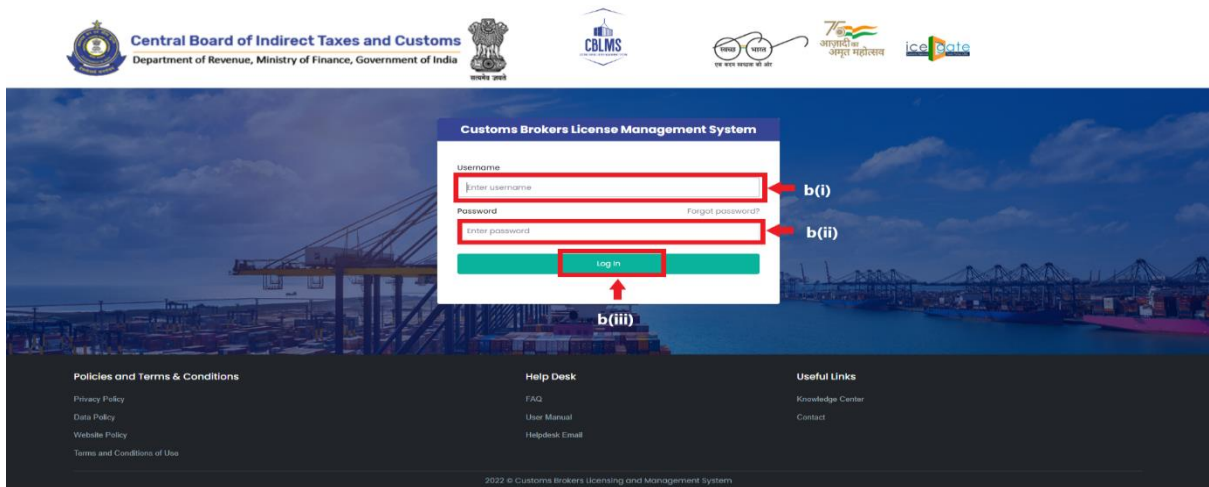 Central Board of Indirect Taxes and Customs
Department of Revenue, Ministry of Finance, Government of India
सत्यमेव जयते
CBLMS
स्वच्छ भारत
एक कदम स्वच्छता की ओर
75
आज़ादी का
अमृत महोत्सव
icegate
Customs Brokers License Management System
Username
Enter username
b(i)
Password
Forgot password?
Enter password
b(ii)
Log In
b(iii)
Policies and Terms & Conditions
Help Desk
Useful Links
Privacy Policy
FAQ
Knowledge Center
Data Policy
User Manual
Contact
Website Policy
Helpdesk Email
Terms and Conditions of Use
2022 © Customs Brokers Licensing and Management System